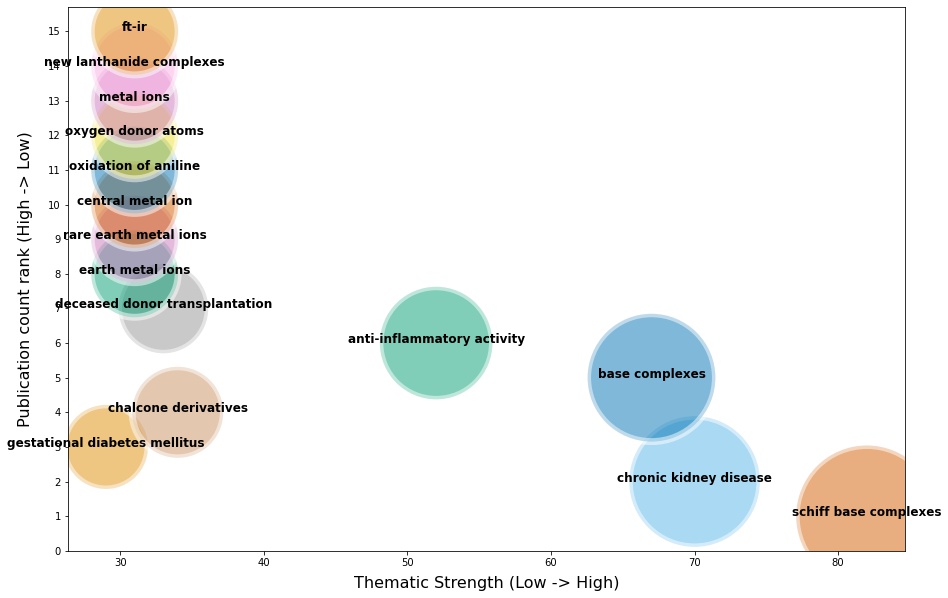 Publication count rank (High -> Low)
15
ft-ir
14
new lanthanide complexes
13
metal ions
12
oxygen donor atoms
11
oxidation of aniline
10
central metal ion
9
rare earth metal ions
8
earth metal ions
7
deceased donor transplantation
6
anti-inflammatory activity
5
base complexes
4
chalcone derivatives
3
gestational diabetes mellitus
2
chronic kidney disease
1
schiff base complexes
0
30 40 50 60 70 80
Thematic Strength (Low -> High)